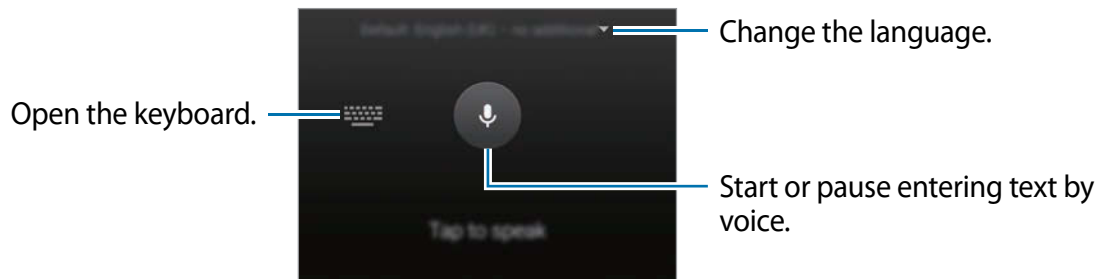 Change the language.
Open the keyboard.
Start or pause entering text by
voice.
Tap to speak